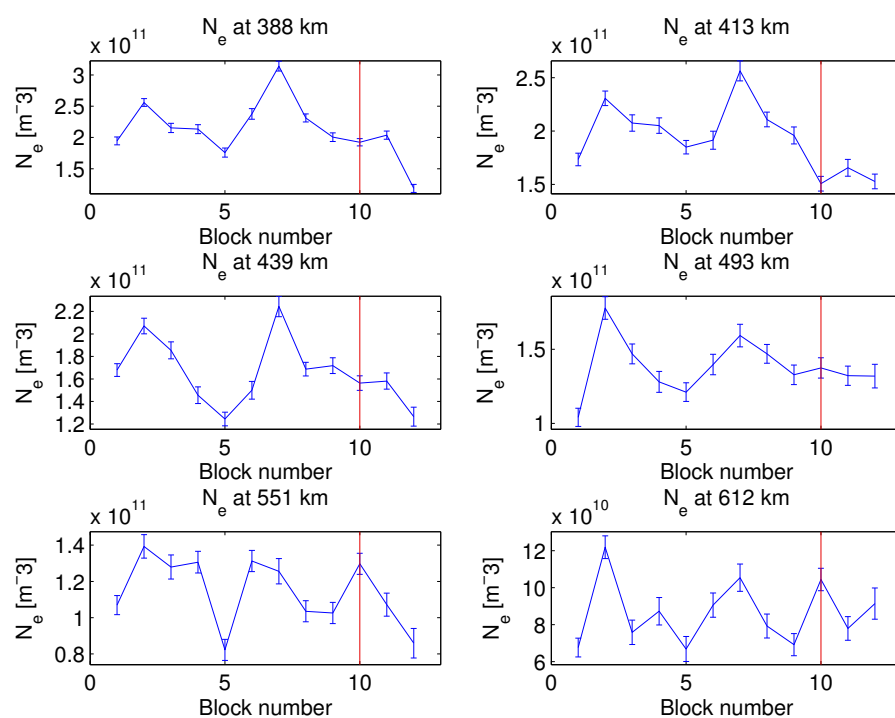 N_e at 388 km
x 10^11
N_e [m^-3]
3
2.5
2
1.5
0 5 10
Block number
N_e at 413 km
x 10^11
N_e [m^-3]
2.5
2
1.5
0 5 10
Block number
N_e at 439 km
x 10^11
N_e [m^-3]
2.2
2
1.8
1.6
1.4
1.2
0 5 10
Block number
N_e at 493 km
x 10^11
N_e [m^-3]
1.5
1
0 5 10
Block number
N_e at 551 km
x 10^11
N_e [m^-3]
1.4
1.2
1
0.8
0 5 10
Block number
N_e at 612 km
x 10^10
N_e [m^-3]
12
10
8
6
0 5 10
Block number